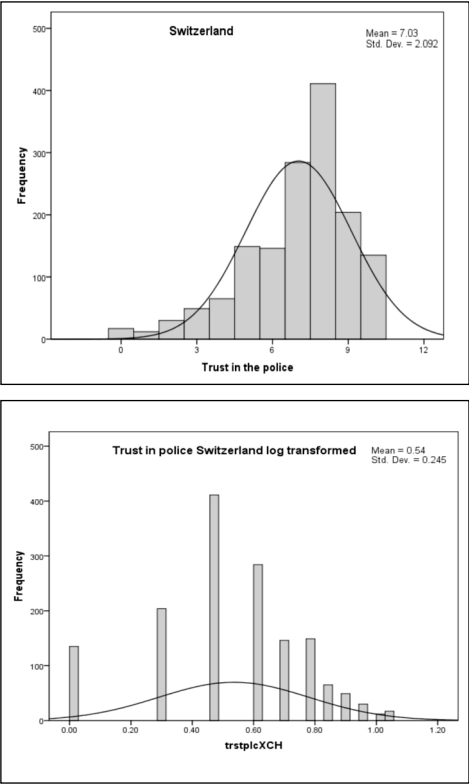 Switzerland
Mean = 7.03
Std. Dev. = 2.092
500
400
300
200
100
0
Frequency
0 3 6 9 12
Trust in the police
Trust in police Switzerland log transformed
Mean = 0.54
Std. Dev. = 0.245
500
400
300
200
100
0
Frequency
0.00 0.20 0.40 0.60 0.80 1.00 1.20
trstplcXCH